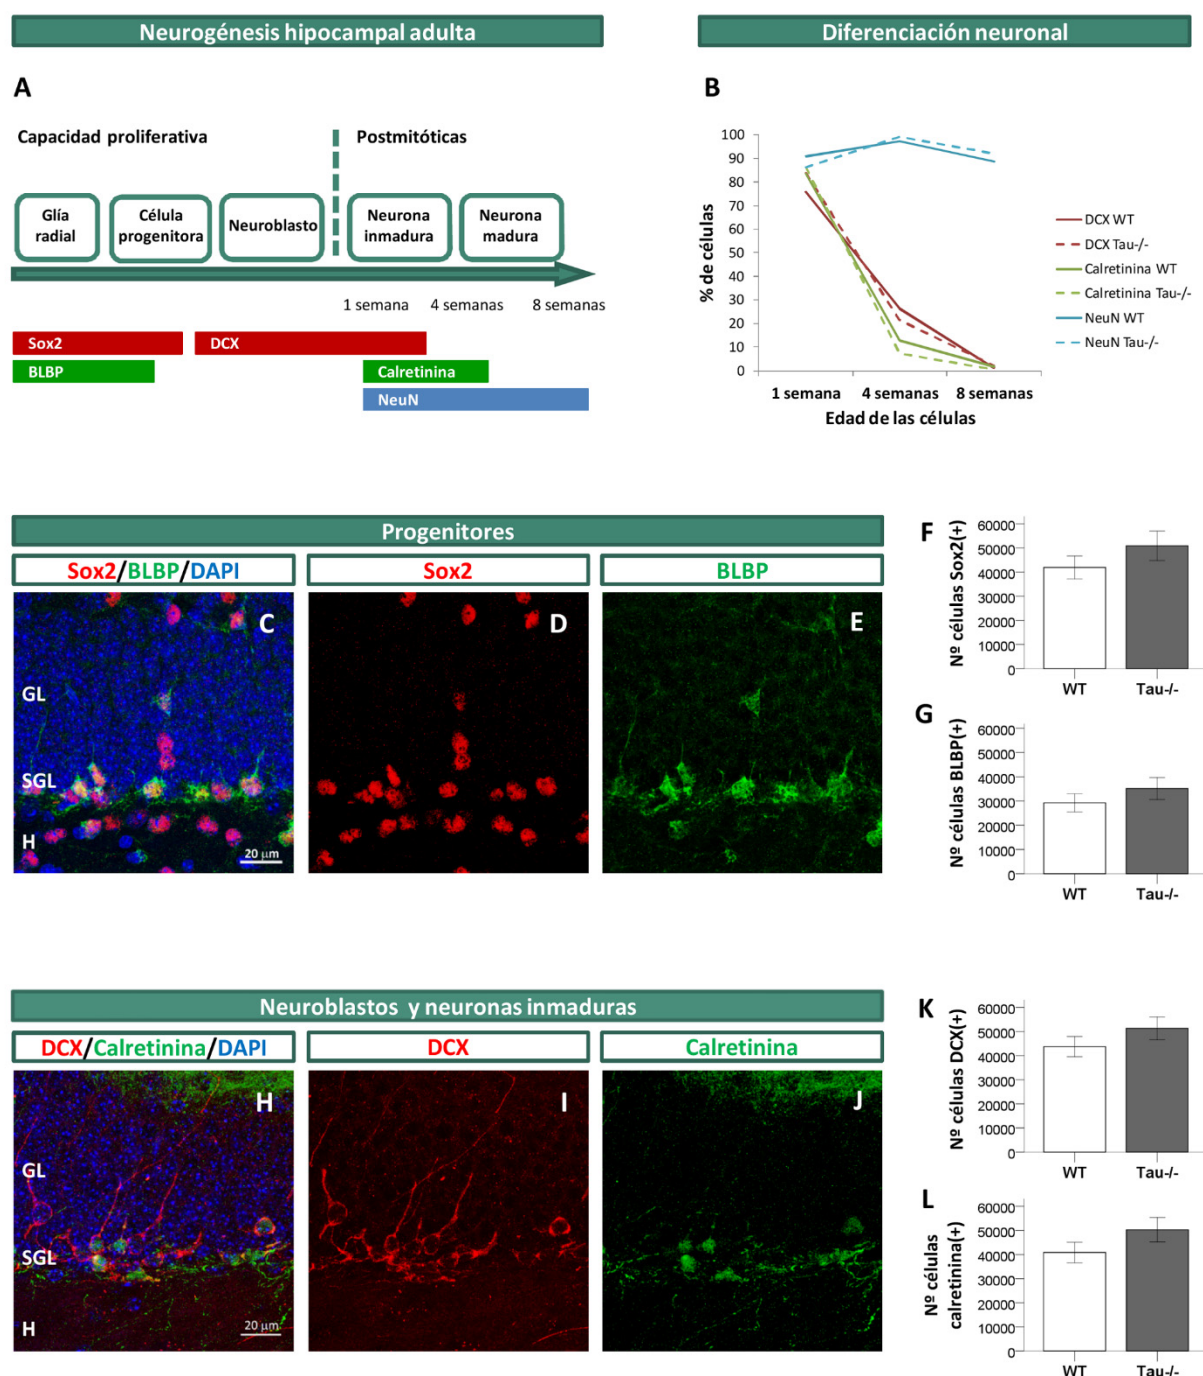 Neurogénesis hipocampal adulta
Diferenciación neuronal
A
Capacidad proliferativa
Postmitóticas
Glía
radial
Célula
progenitora
Neuroblasto
Neurona
inmadura
Neurona
madura
1 semana
4 semanas
8 semanas
Sox2
DCX
BLBP
Calretinina
NeuN
B
% de células
100
90
80
70
60
50
40
30
20
10
0
1 semana
4 semanas
8 semanas
Edad de las células
DCX WT
DCX Tau-/-
Calretinina WT
Calretinina Tau-/-
NeuN WT
NeuN Tau-/-
Progenitores
Sox2/BLBP/DAPI
Sox2
BLBP
C
GL
SGL
H
20 µm
D
E
F
Nº células Sox2(+)
60000
50000
40000
30000
20000
10000
0
WT
Tau-/-
G
Nº células BLBP(+)
60000
50000
40000
30000
20000
10000
0
WT
Tau-/-
Neuroblastos y neuronas inmaduras
DCX/Calretinina/DAPI
DCX
Calretinina
H
GL
SGL
H
20 µm
I
J
K
Nº células DCX(+)
60000
50000
40000
30000
20000
10000
0
WT
Tau-/-
L
Nº células
calretinina(+)
60000
50000
40000
30000
20000
10000
0
WT
Tau-/-